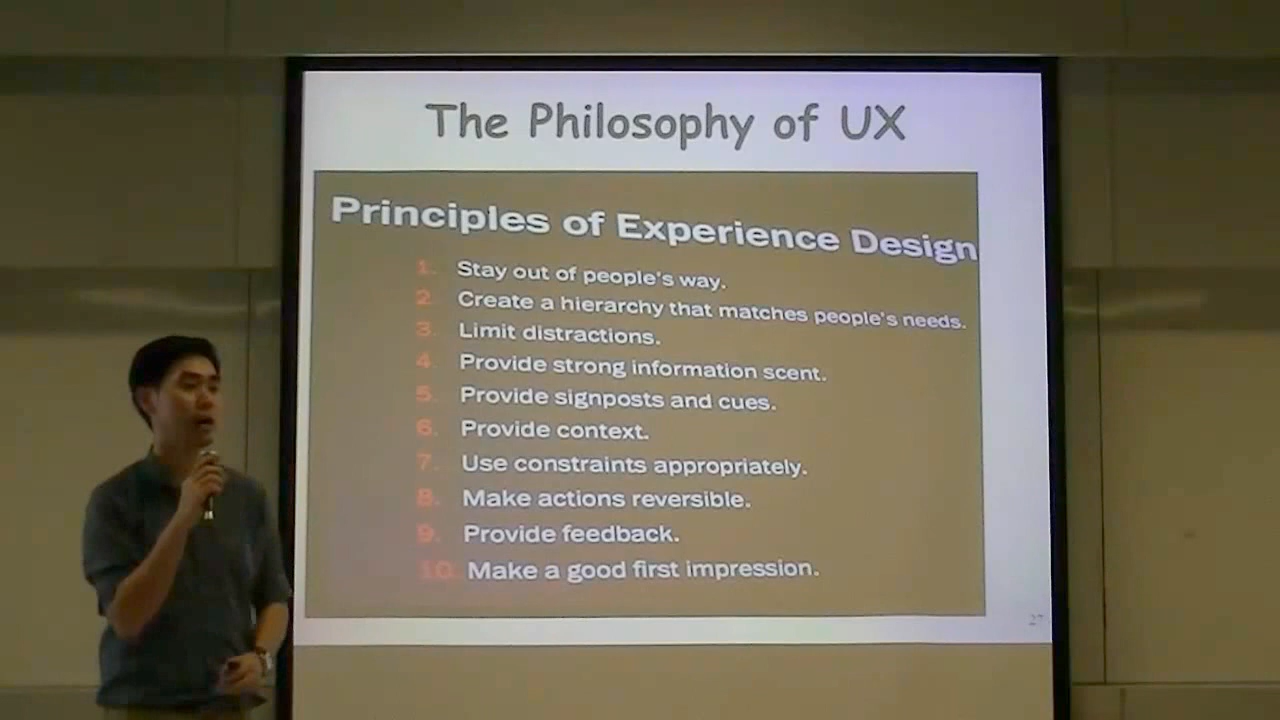 The Philosophy of UX
Principles of Experience Design
1. Stay out of people's way.
2. Create a hierarchy that matches people's needs.
3. Limit distractions.
4. Provide strong information scent.
5. Provide signposts and cues.
6. Provide context.
7. Use constraints appropriately.
8. Make actions reversible.
9. Provide feedback.
10. Make a good first impression.
27